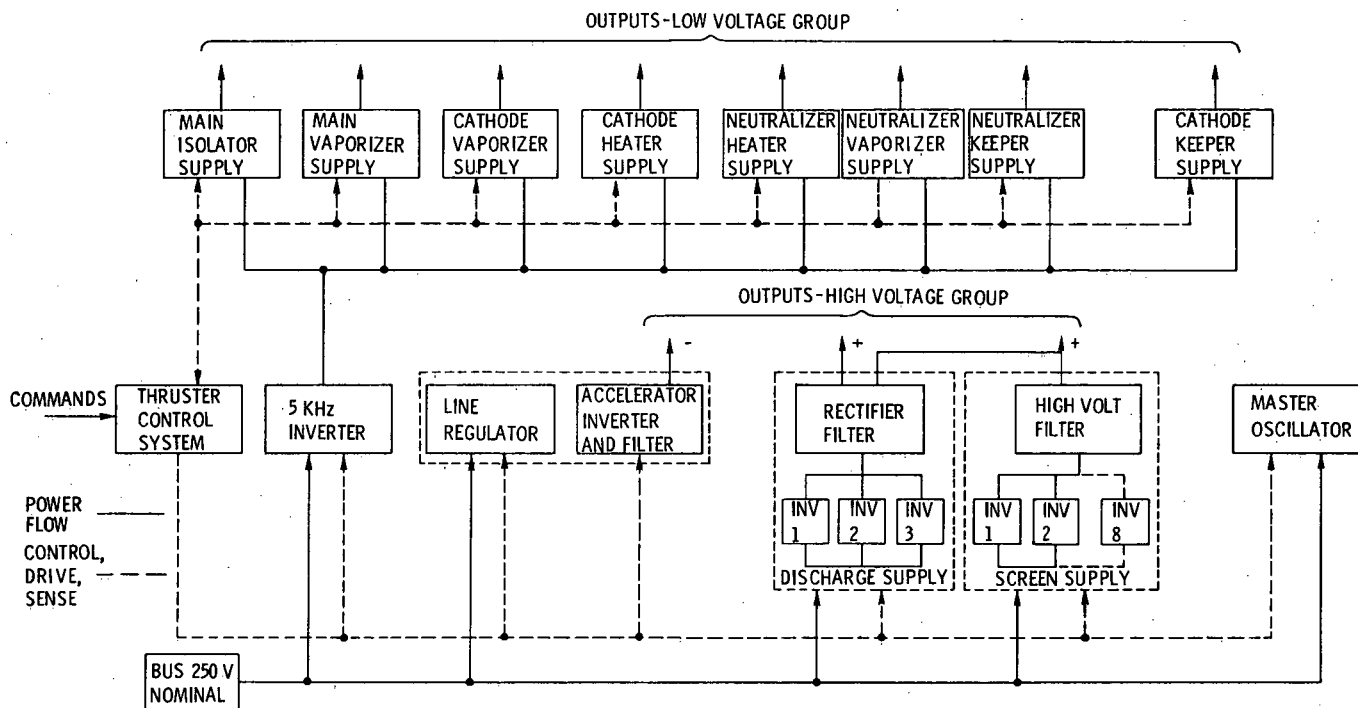 OUTPUTS-LOW VOLTAGE GROUP
MAIN
ISOLATOR
SUPPLY
MAIN
VAPORIZER
SUPPLY
CATHODE
VAPORIZER
SUPPLY
CATHODE
HEATER
SUPPLY
NEUTRALIZER
HEATER
SUPPLY
NEUTRALIZER
VAPORIZER
SUPPLY
NEUTRALIZER
KEEPER
SUPPLY
CATHODE
KEEPER
SUPPLY
OUTPUTS-HIGH VOLTAGE GROUP
-
+
+
COMMANDS
THRUSTER
CONTROL
SYSTEM
5 KHz
INVERTER
LINE
REGULATOR
ACCELERATOR
INVERTER
AND FILTER
RECTIFIER
FILTER
HIGH VOLT
FILTER
MASTER
OSCILLATOR
INV
1
INV
2
INV
3
DISCHARGE SUPPLY
INV
1
INV
2
INV
8
SCREEN SUPPLY
POWER
FLOW
CONTROL,
DRIVE,
SENSE
BUS 250 V
NOMINAL